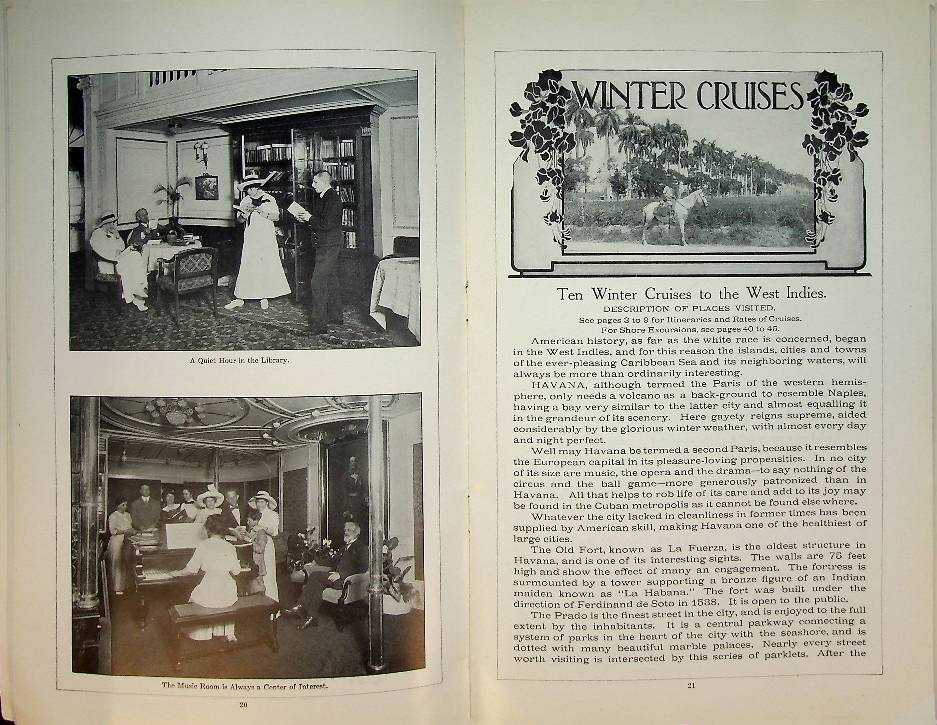 A Quiet Hour in the Library.
The Music Room is Always a Center of Interest.
20
WINTER CRUISES
Ten Winter Cruises to the West Indies.
DESCRIPTION OF PLACES VISITED.
See pages 3 to 9 for Itineraries and Rates of Cruises.
For Shore Excursions, see pages 40 to 45.
American history, as far as the white race is concerned, began
in the West Indies, and for this reason the islands, cities and towns
of the ever-pleasing Caribbean Sea and its neighboring waters, will
always be more than ordinarily interesting.
HAVANA, although termed the Paris of the western hemis-
phere, only needs a volcano as a back-ground to resemble Naples,
having a bay very similar to the latter city and almost equalling it
in the grandeur of its scenery. Here gayety reigns supreme, aided
considerably by the glorious winter weather, with almost every day
and night perfect.
Well may Havana be termed a second Paris, because it resembles
the European capital in its pleasure-loving propensities. In no city
of its size are music, the opera and the drama—to say nothing of the
circus and the ball game—more generously patronized than in
Havana. All that helps to rob life of its care and add to its joy may
be found in the Cuban metropolis as it cannot be found elsewhere.
Whatever the city lacked in cleanliness in former times has been
supplied by American skill, making Havana one of the healthiest of
large cities.
The Old Fort, known as La Fuerza, is the oldest structure in
Havana, and is one of its interesting sights. The walls are 75 feet
high and show the effect of many an engagement. The fortress is
surmounted by a tower supporting a bronze figure of an Indian
maiden known as "La Habana." The fort was built under the
direction of Ferdinand de Soto in 1538. It is open to the public.
The Prado is the finest street in the city, and is enjoyed to the full
extent by the inhabitants. It is a central parkway connecting a
system of parks in the heart of the city with the seashore, and is
dotted with many beautiful marble palaces. Nearly every street
worth visiting is intersected by this series of parklets. After the
21